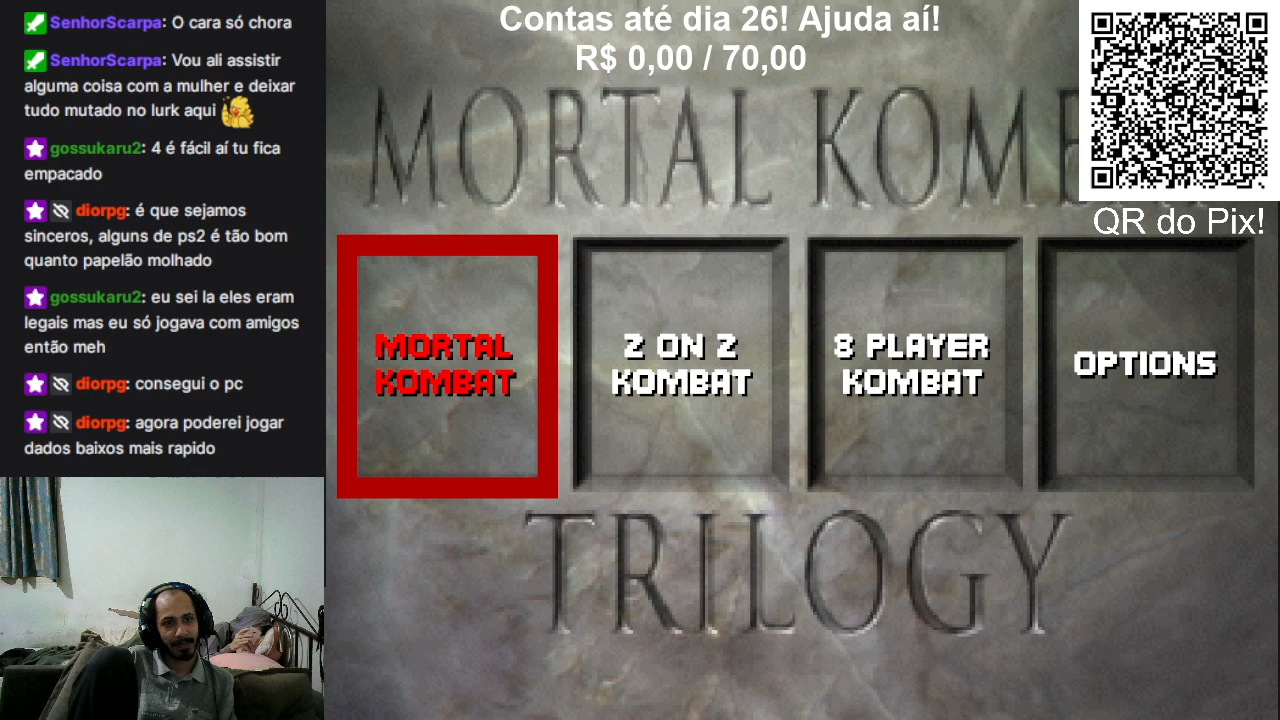 SenhorScarpa: O cara só chora
SenhorScarpa: Vou ali assistir
alguma coisa com a mulher e deixar
tudo mutado no lurk aqui
gossukaru2: 4 é fácil aí tu fica
empacado
diorpg: é que sejamos
sinceros, alguns de ps2 é tão bom
quanto papelão molhado
gossukaru2: eu sei la eles eram
legais mas eu só jogava com amigos
então meh
diorpg: consegui o pc
diorpg: agora poderei jogar
dados baixos mais rapido
Contas até dia 26! Ajuda aí!
R$ 0,00 / 70,00
QR do Pix!
MORTAL KOMB
MORTAL
KOMBAT
2 ON 2
KOMBAT
8 PLAYER
KOMBAT
OPTIONS
TRILOGY